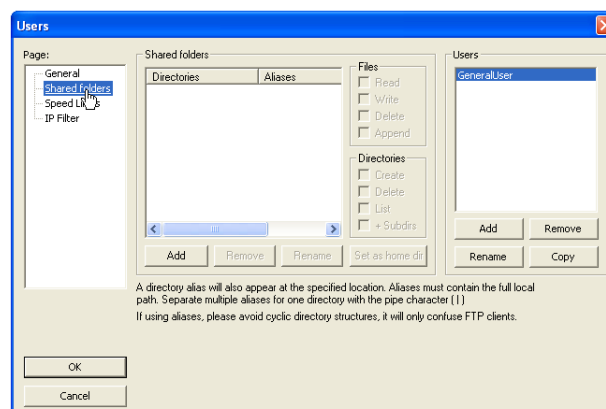 Users
Page:
General
Shared folders
Speed Limits
IP Filter
Shared folders
Directories Aliases
Files
Read
Write
Delete
Append
Directories
Create
Delete
List
+ Subdirs
Add Remove Rename Set as home dir
Users
GeneralUser
Add Remove
Rename Copy
A directory alias will also appear at the specified location. Aliases must contain the full local
path. Separate multiple aliases for one directory with the pipe character ( | )
If using aliases, please avoid cyclic directory structures, it will only confuse FTP clients.
OK
Cancel